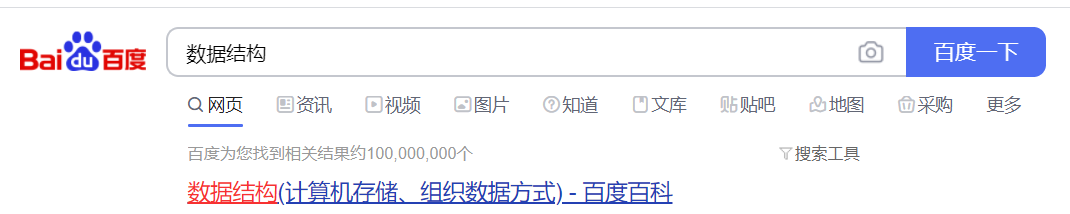 Bai du 百度 数据结构 百度一下
网页 资讯 视频 图片 知道 文库 贴 贴吧 地图 采购 更多
百度为您找到相关结果约100,000,000个 搜索工具
数据结构(计算机存储、组织数据方式) - 百度百科